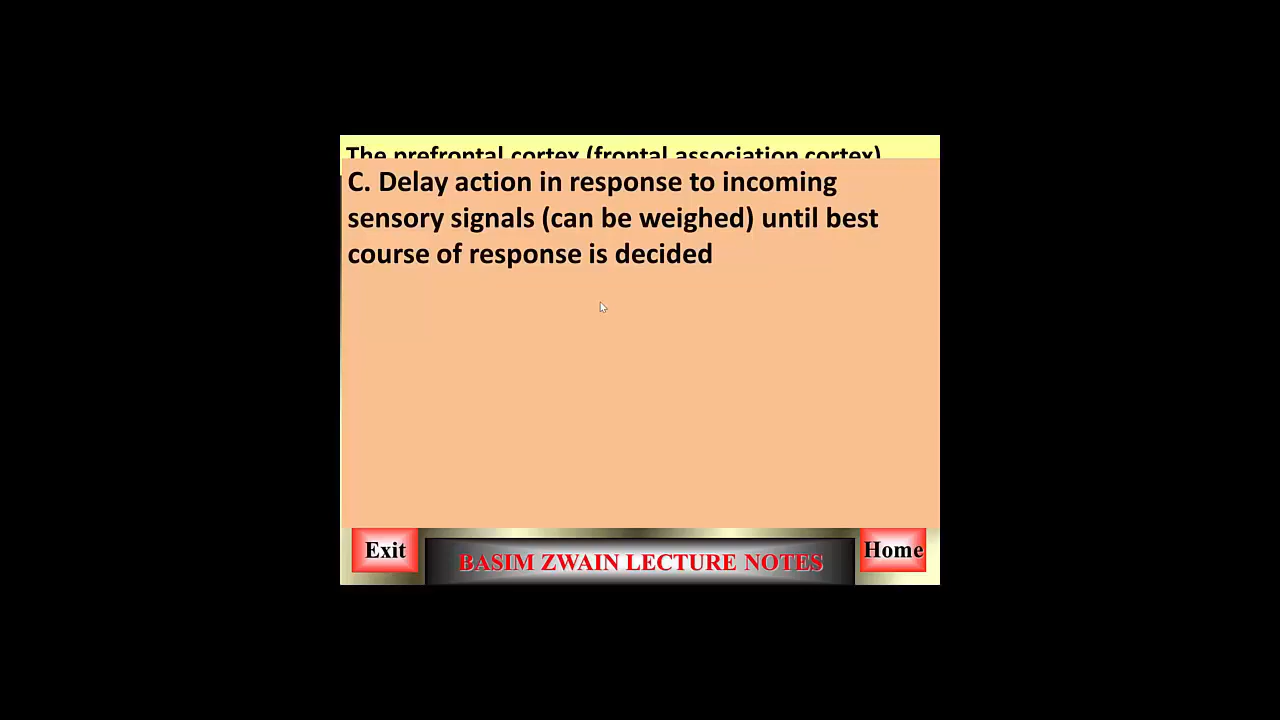 The prefrontal cortex (frontal association cortex)
C. Delay action in response to incoming
sensory signals (can be weighed) until best
course of response is decided
Exit
BASIM ZWAIN LECTURE NOTES
Home